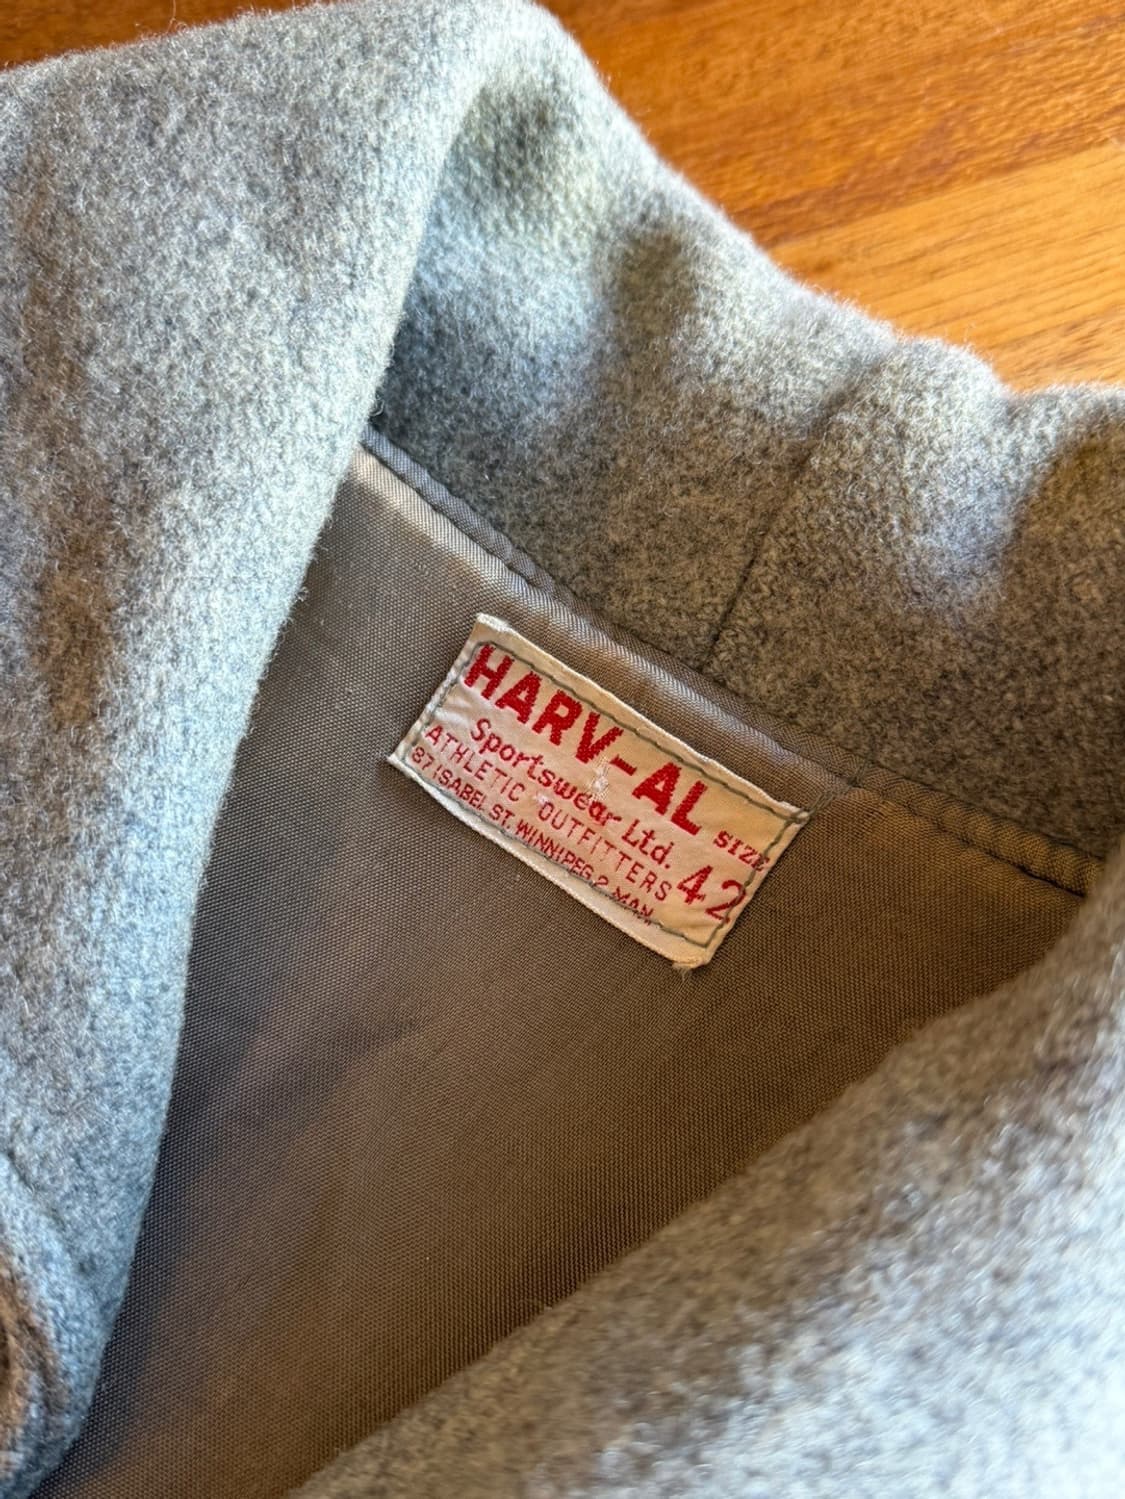 HARV-AL
Sportswear Ltd.
ATHLETIC OUTFITTERS
87 ISABEL ST. WINNIPEG 2 MAN.
SIZE
42